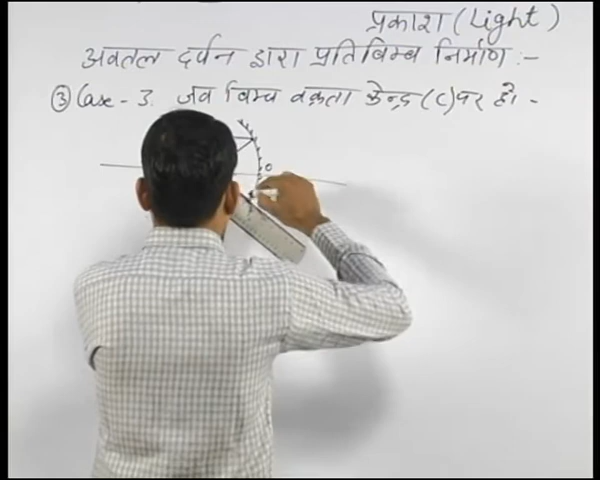 प्रकाश (Light)
अवतल दर्पन द्वारा प्रतिबिम्ब निर्माण :-
③ Case - 3. जब बिम्ब वक्रता केन्द्र (C) पर हो। -
O